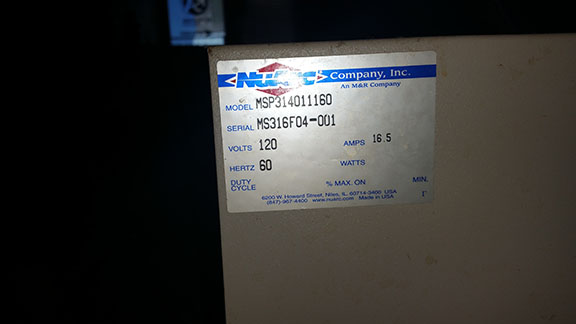 NUARC Company, Inc.
An M&R Company
MODEL MSP314011160
SERIAL MS316F04-001
VOLTS 120 AMPS 16.5
HERTZ 60 WATTS
DUTY CYCLE % MAX. ON MIN.
6200 W. Howard Street, Niles, IL 60714-3400 USA
(847)-967-4400 www.nuarc.com Made in USA